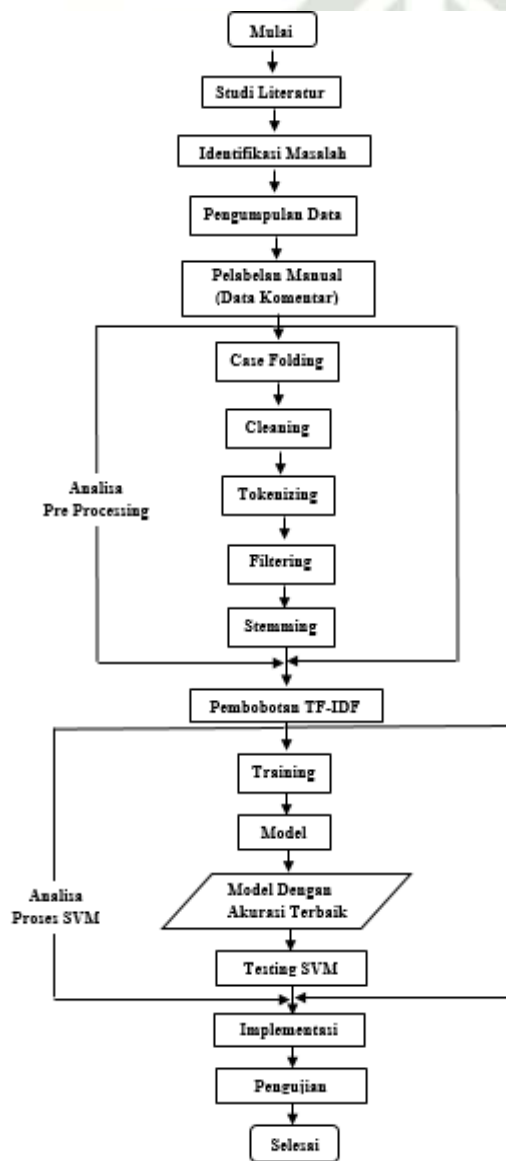 Mulai
Studi Literatur
Identifikasi Masalah
Pengumpulan Data
Pelabelan Manual
(Data Komentar)
Case Folding
Cleaning
Tokenizing
Filtering
Stemming
Analisa
Pre Processing
Pembobotan TF-IDF
Training
Model
Model Dengan
Akurasi Terbaik
Testing SVM
Analisa
Proses SVM
Implementasi
Pengujian
Selesai